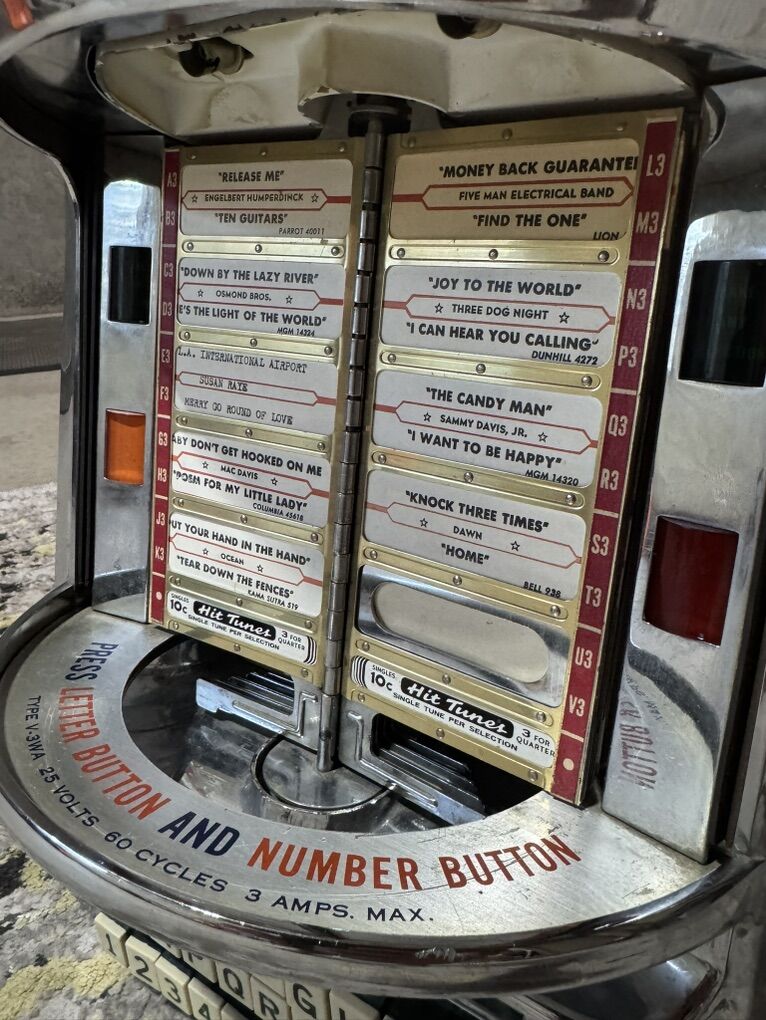 A3
"RELEASE ME"
ENGELBERT HUMPERDINCK
B3
"TEN GUITARS"
PARROT 40011
C3
"DOWN BY THE LAZY RIVER"
OSMOND BROS.
D3
E'S THE LIGHT OF THE WORLD"
MGM 14324
E3
L.A. INTERNATIONAL AIRPORT
SUSAN RAYE
F3
MERRY GO ROUND OF LOVE
G3
ABY DON'T GET HOOKED ON ME
MAC DAVIS
H3
"POEM FOR MY LITTLE LADY"
COLUMBIA 45618
J3
UT YOUR HAND IN THE HAND"
OCEAN
K3
"TEAR DOWN THE FENCES"
KAMA SUTRA 519
SINGLES 10¢ Hit Tunes 3 FOR QUARTER
SINGLE TUNE PER SELECTION
"MONEY BACK GUARANTE
L3
FIVE MAN ELECTRICAL BAND
"FIND THE ONE"
M3
LION
"JOY TO THE WORLD"
N3
THREE DOG NIGHT
"I CAN HEAR YOU CALLING"
P3
DUNHILL 4272
"THE CANDY MAN"
Q3
SAMMY DAVIS, JR.
"I WANT TO BE HAPPY"
R3
MGM 14320
"KNOCK THREE TIMES"
S3
DAWN
"HOME"
T3
BELL 938
U3
V3
SINGLES 10¢ Hit Tunes 3 FOR QUARTER
SINGLE TUNE PER SELECTION
PRESS LETTER BUTTON AND NUMBER BUTTON
TYPE V-3WA 25 VOLTS 60 CYCLES 3 AMPS. MAX.
P Q R G
1 2 3 4